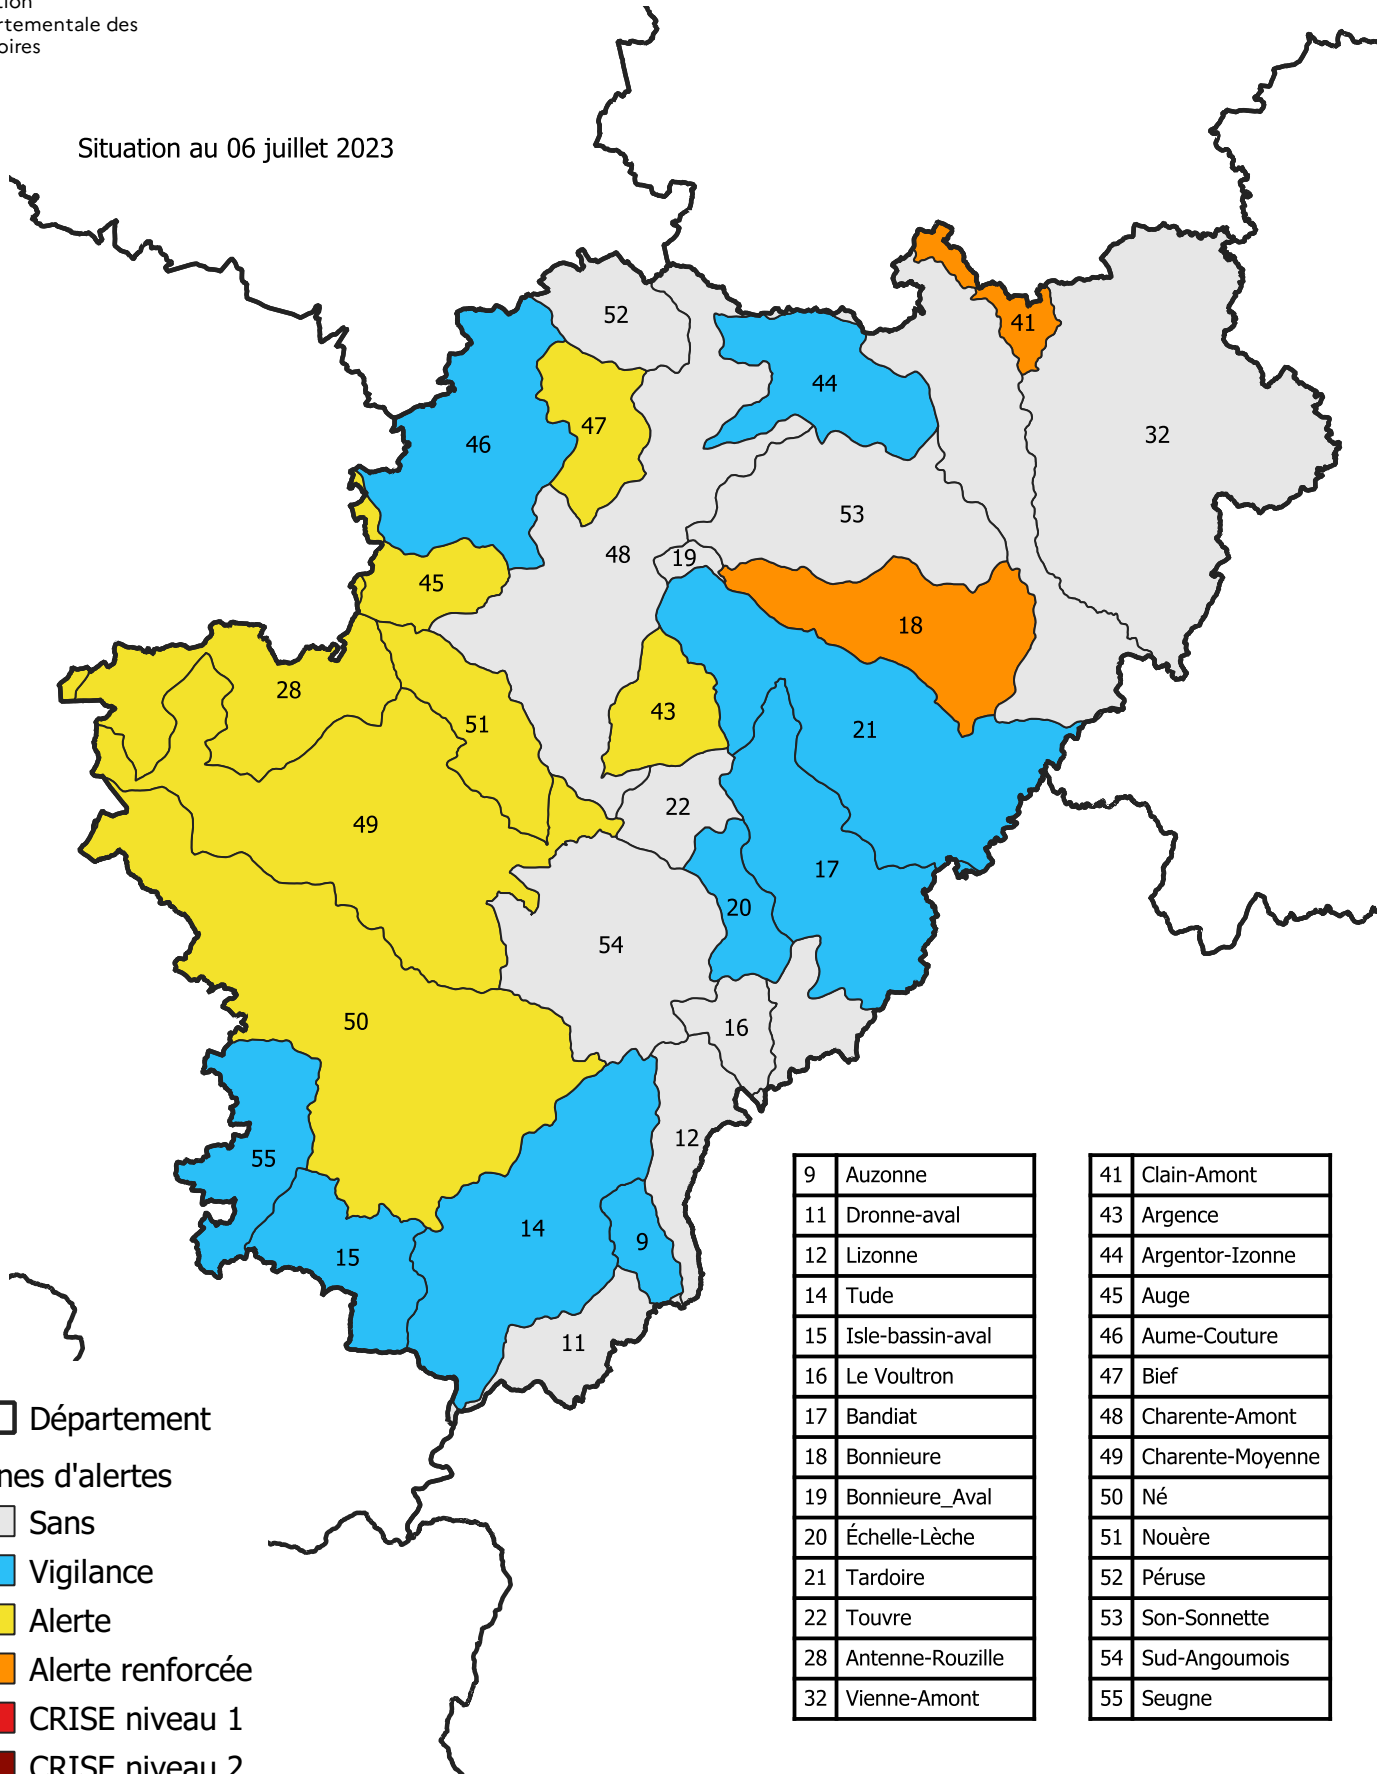 tion
rtementale des
oires
Situation au 06 juillet 2023
52
41
44
32
47
46
53
48
19
45
18
28
43
51
21
22
49
17
20
54
50
16
12
55
14
9
15
11
9 Auzonne
11 Dronne-aval
12 Lizonne
14 Tude
15 Isle-bassin-aval
16 Le Voultron
17 Bandiat
18 Bonnieure
19 Bonnieure_Aval
20 Échelle-Lèche
21 Tardoire
22 Touvre
28 Antenne-Rouzille
32 Vienne-Amont
41 Clain-Amont
43 Argence
44 Argentor-Izonne
45 Auge
46 Aume-Couture
47 Bief
48 Charente-Amont
49 Charente-Moyenne
50 Né
51 Nouère
52 Péruse
53 Son-Sonnette
54 Sud-Angoumois
55 Seugne
Département
nes d'alertes
Sans
Vigilance
Alerte
Alerte renforcée
CRISE niveau 1
CRISE niveau 2